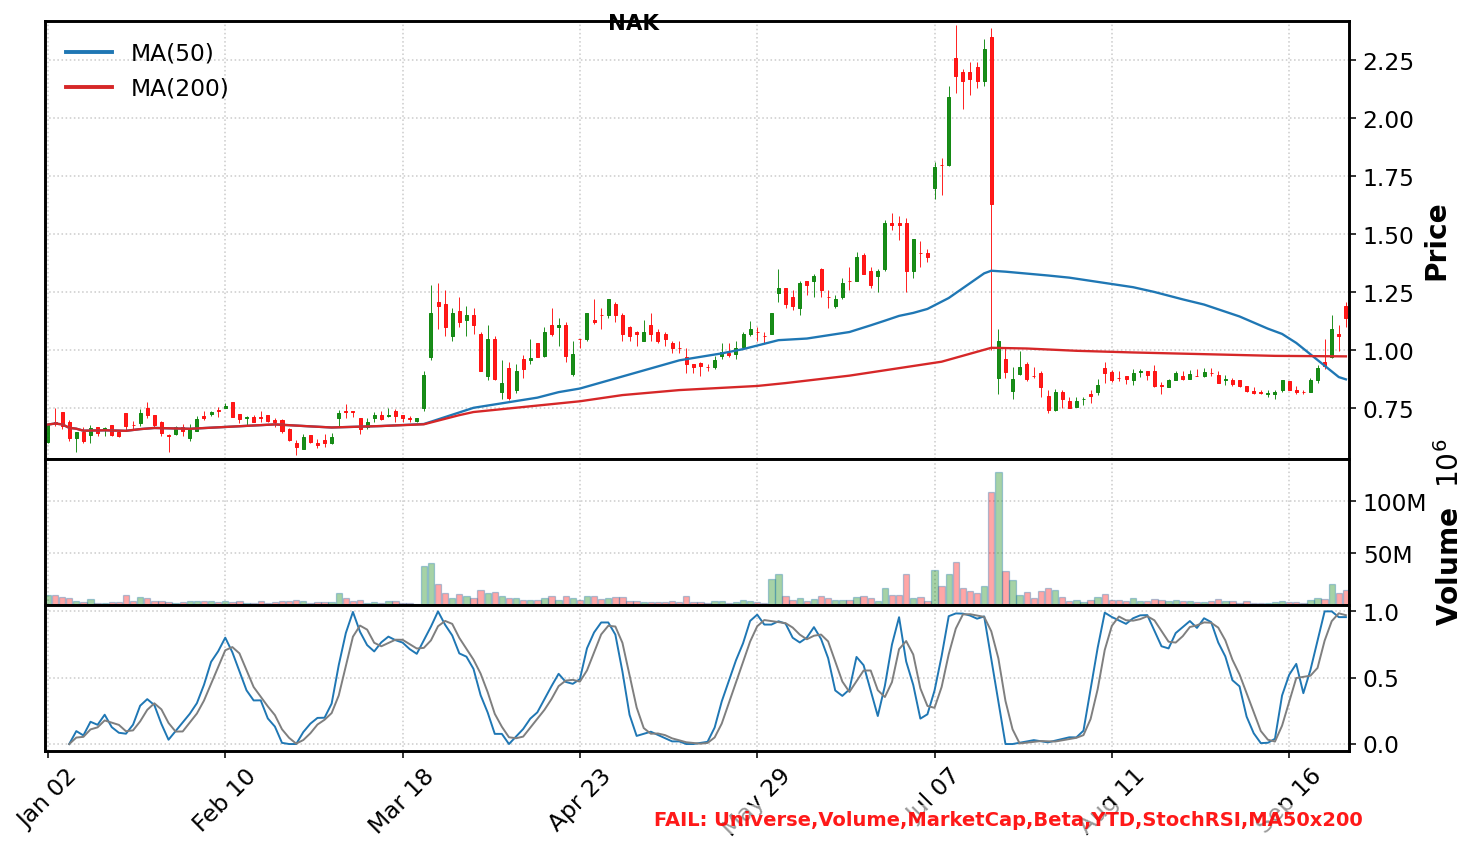 NAK
MA(50)
MA(200)
2.25
2.00
1.75
1.50
1.25
1.00
0.75
Price
100M
50M
Volume 10⁶
1.0
0.5
0.0
Jan 02
Feb 10
Mar 18
Apr 23
May 29
Jul 07
Aug 11
Sep 16
FAIL: Universe,Volume,MarketCap,Beta,YTD,StochRSI,MA50x200